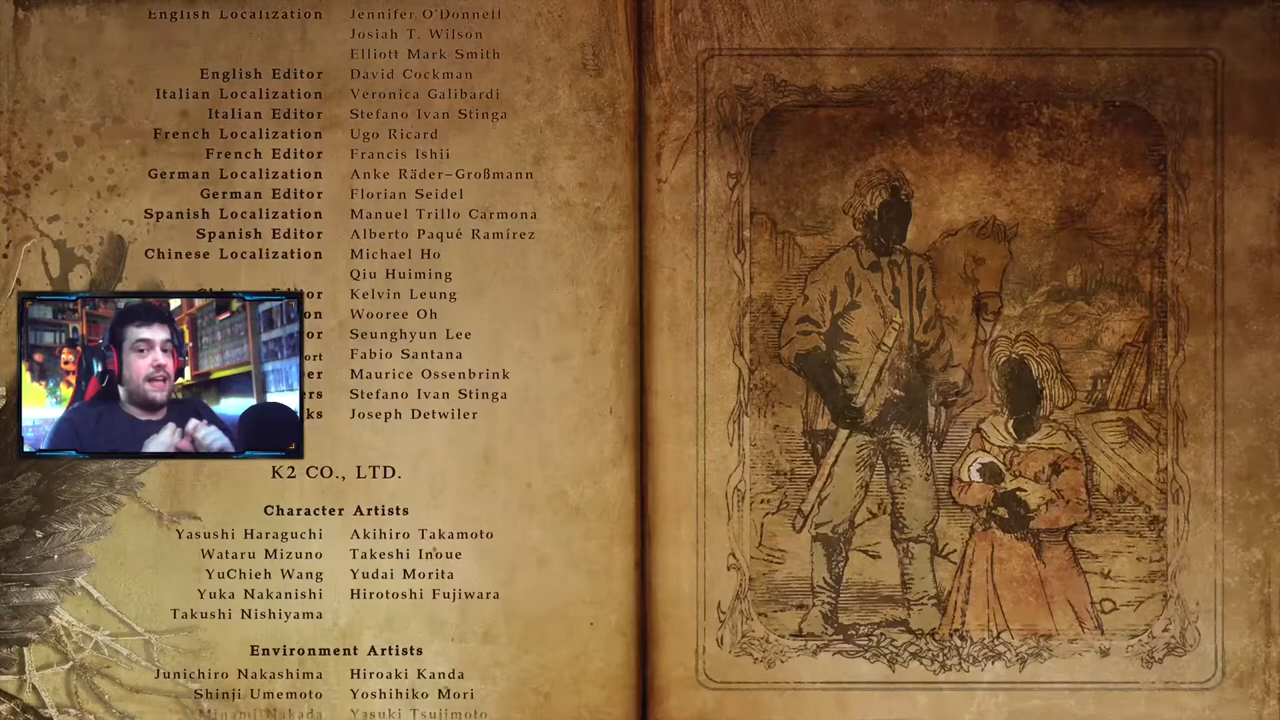 English Localization Jennifer O'Donnell
Josiah T. Wilson
Elliott Mark Smith
English Editor David Cockman
Italian Localization Veronica Galibardi
Italian Editor Stefano Ivan Stinga
French Localization Ugo Ricard
French Editor Francis Ishii
German Localization Anke Räder–Großmann
German Editor Florian Seidel
Spanish Localization Manuel Trillo Carmona
Spanish Editor Alberto Paqué Ramírez
Chinese Localization Michael Ho
Qiu Huiming
Kelvin Leung
Wooree Oh
Seunghyun Lee
Fabio Santana
Maurice Ossenbrink
Stefano Ivan Stinga
Joseph Detwiler
K2 CO., LTD.
Character Artists
Yasushi Haraguchi Akihiro Takamoto
Wataru Mizuno Takeshi Inoue
YuChieh Wang Yudai Morita
Yuka Nakanishi Hirotoshi Fujiwara
Takushi Nishiyama
Environment Artists
Junichiro Nakashima Hiroaki Kanda
Shinji Umemoto Yoshihiko Mori
Minami Nakada Yasuki Tsujimoto